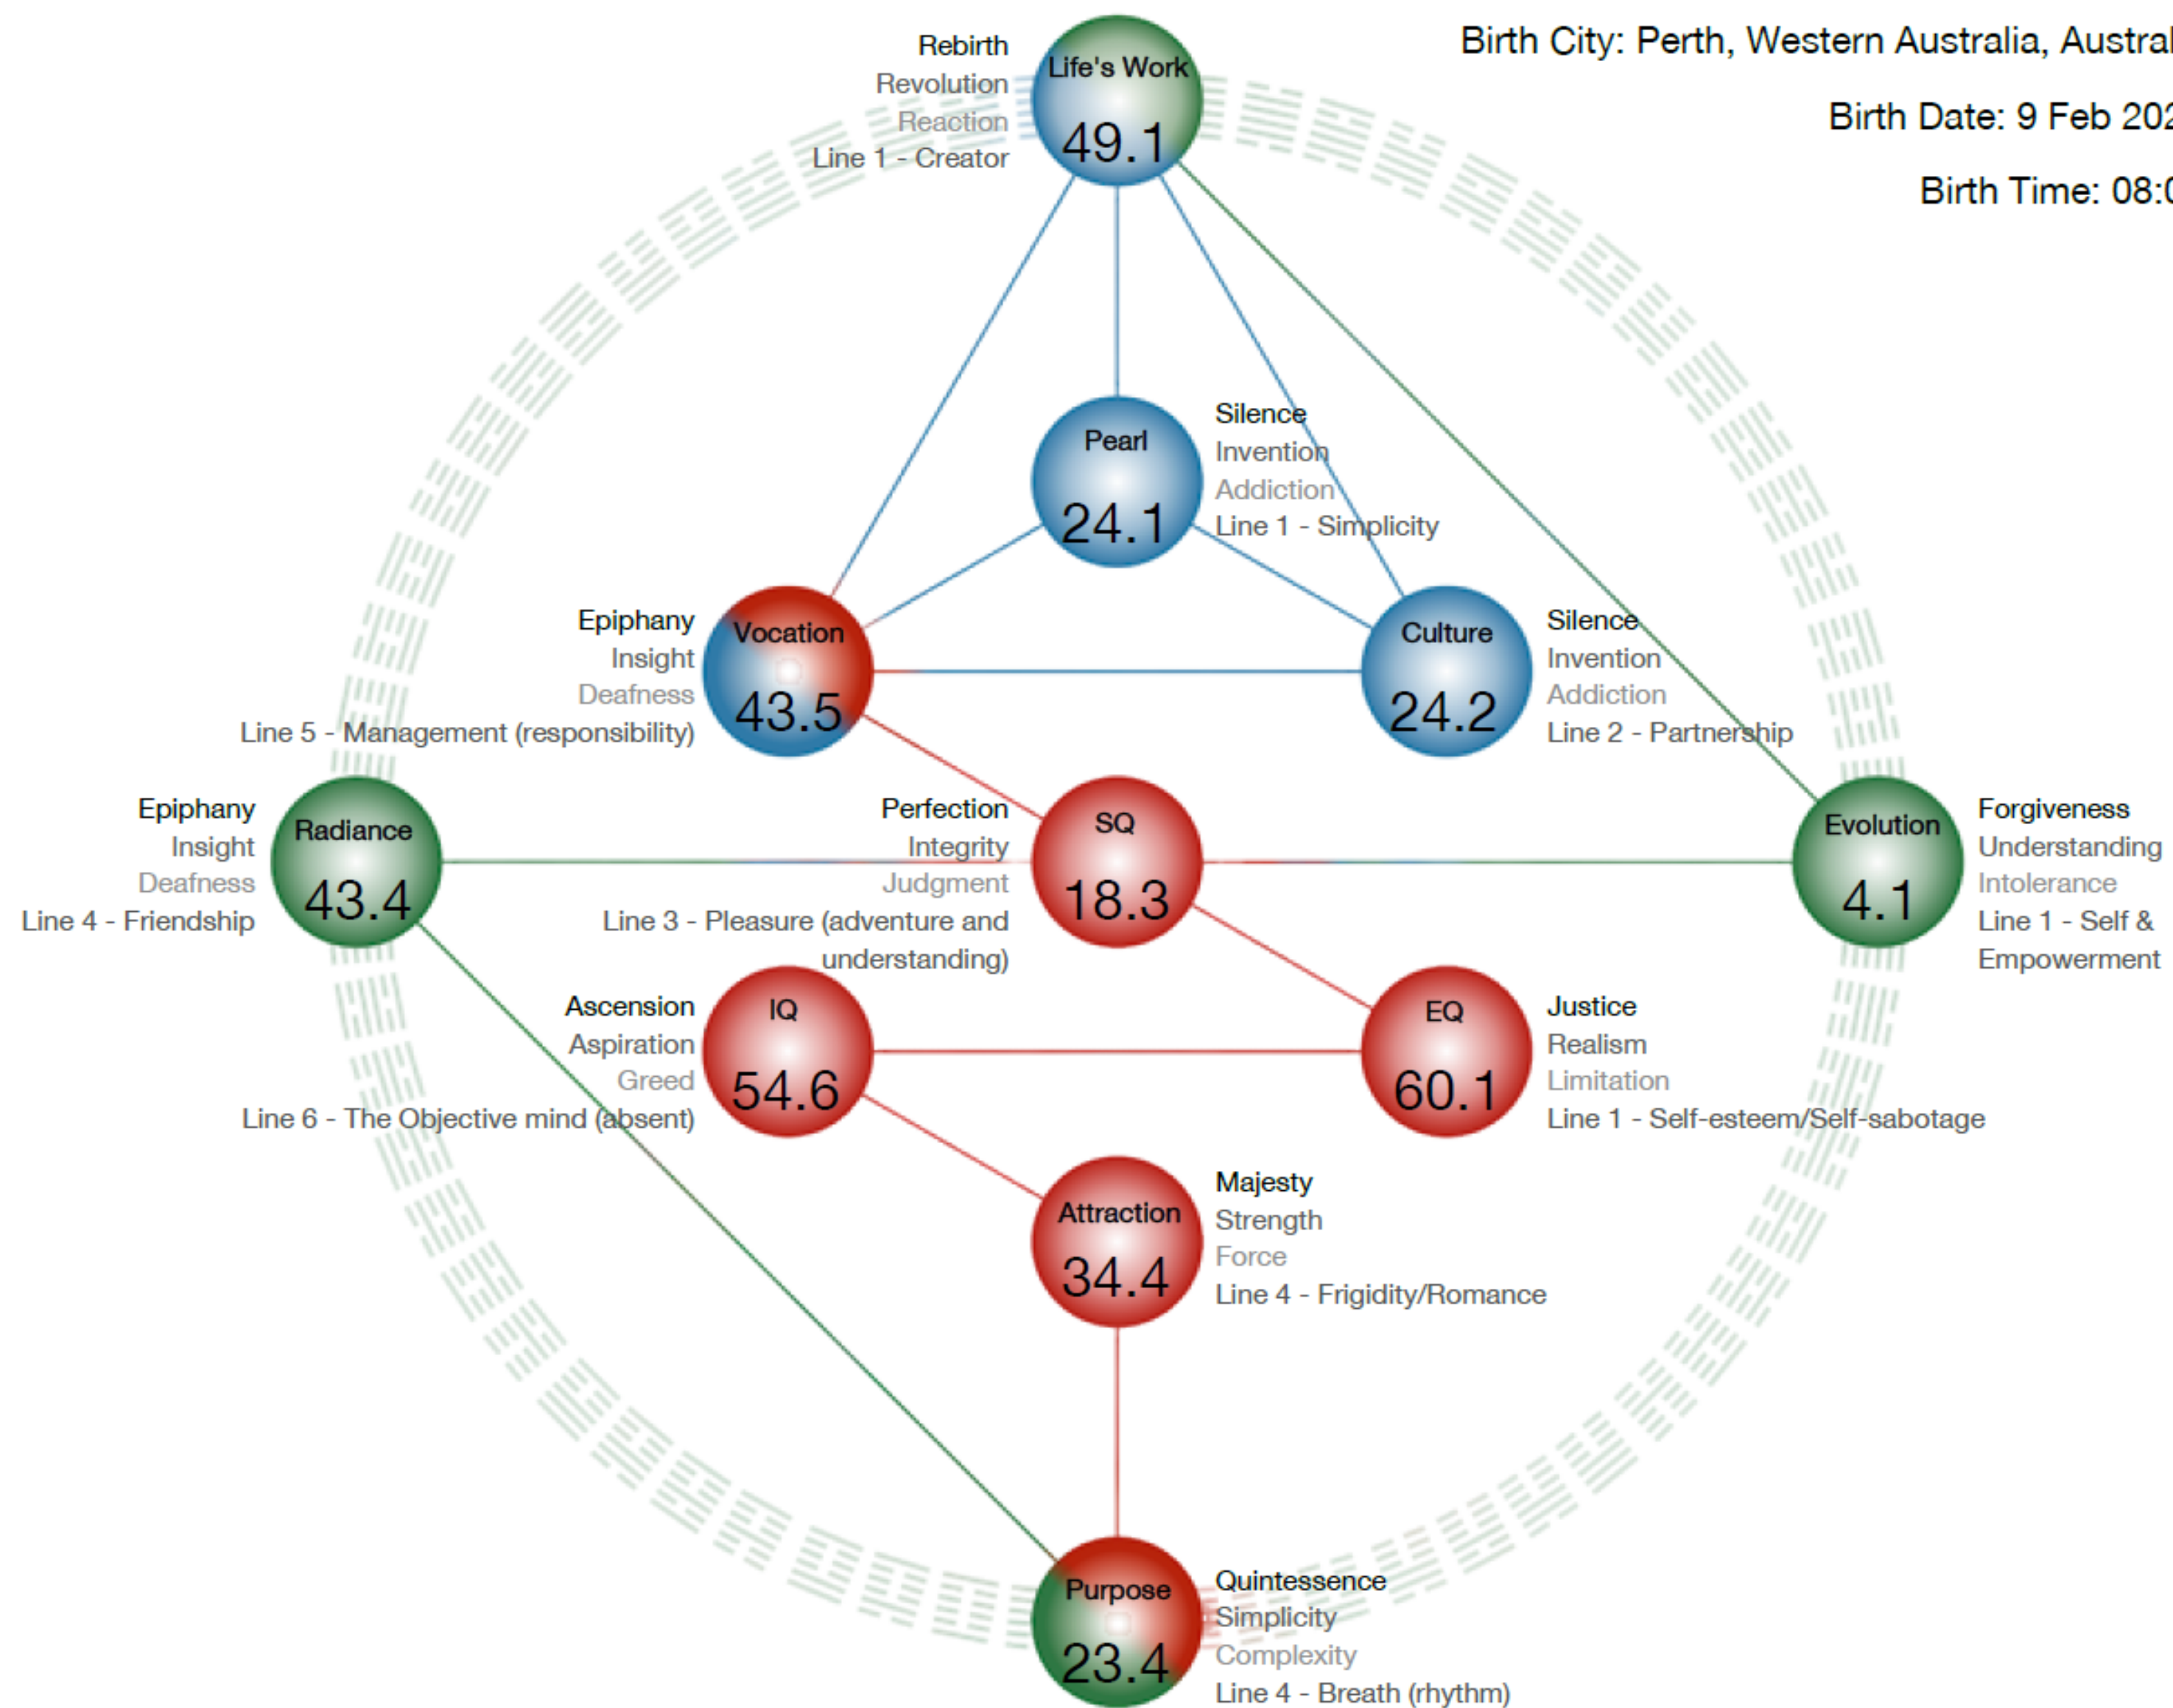 Birth City: Perth, Western Australia, Austral
Birth Date: 9 Feb 202
Birth Time: 08:0
Rebirth
Revolution
Reaction
Line 1 - Creator
Life's Work
49.1
Pearl
24.1
Silence
Invention
Addiction
Line 1 - Simplicity
Epiphany
Insight
Deafness
Line 5 - Management (responsibility)
Vocation
43.5
Culture
24.2
Silence
Invention
Addiction
Line 2 - Partnership
Epiphany
Insight
Deafness
Line 4 - Friendship
Radiance
43.4
Perfection
Integrity
Judgment
Line 3 - Pleasure (adventure and
understanding)
SQ
18.3
Evolution
4.1
Forgiveness
Understanding
Intolerance
Line 1 - Self &
Empowerment
Ascension
Aspiration
Greed
Line 6 - The Objective mind (absent)
IQ
54.6
EQ
60.1
Justice
Realism
Limitation
Line 1 - Self-esteem/Self-sabotage
Attraction
34.4
Majesty
Strength
Force
Line 4 - Frigidity/Romance
Purpose
23.4
Quintessence
Simplicity
Complexity
Line 4 - Breath (rhythm)